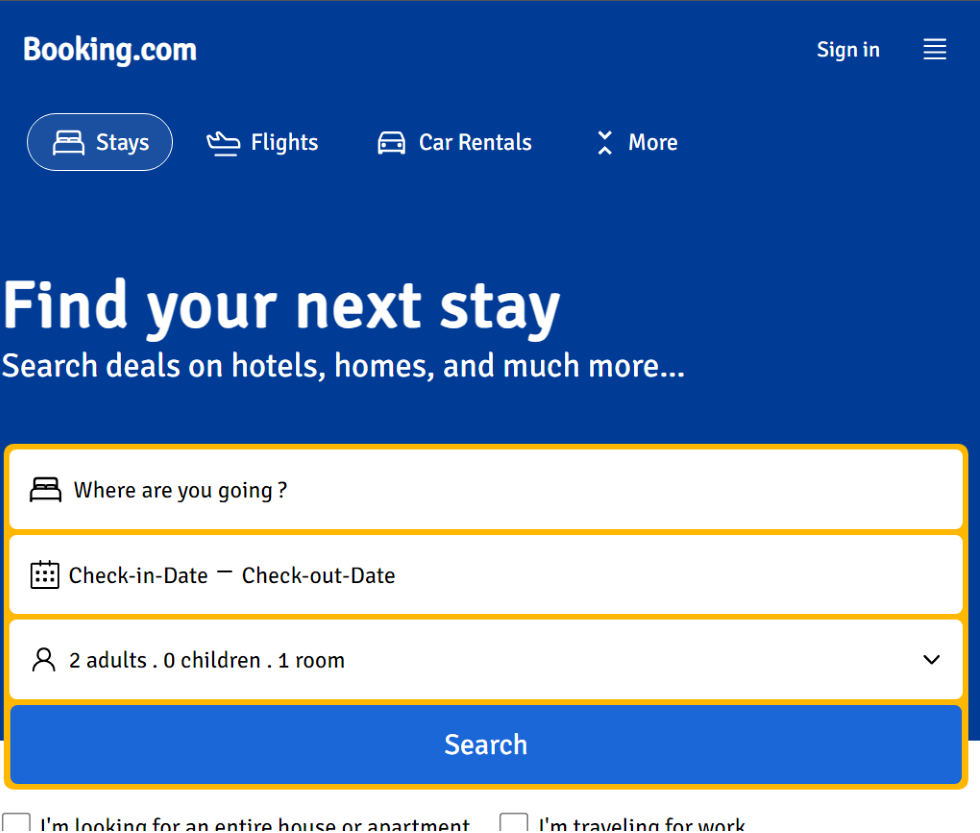 Booking.com
Sign in
Stays
Flights
Car Rentals
More
Find your next stay
Search deals on hotels, homes, and much more...
Where are you going ?
Check-in-Date — Check-out-Date
2 adults . 0 children . 1 room
Search
I'm looking for an entire house or apartment
I'm traveling for work